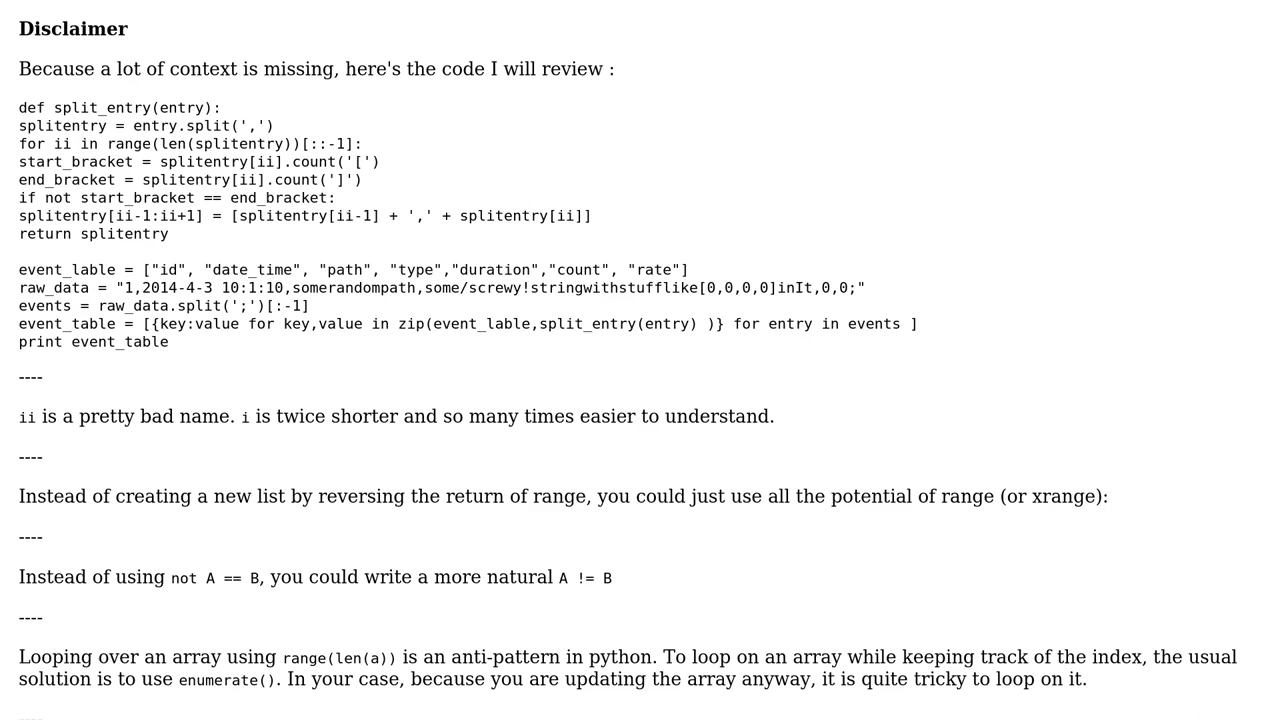 Disclaimer
Because a lot of context is missing, here's the code I will review :
def split_entry(entry):
splitentry = entry.split(',')
for ii in range(len(splitentry))[::-1]:
start_bracket = splitentry[ii].count('[')
end_bracket = splitentry[ii].count(']')
if not start_bracket == end_bracket:
splitentry[ii-1:ii+1] = [splitentry[ii-1] + ',' + splitentry[ii]]
return splitentry
event_lable = ["id", "date_time", "path", "type","duration","count", "rate"]
raw_data = "1,2014-4-3 10:1:10,somerandompath,some/screwy!stringwithstufflike[0,0,0,0]inIt,0,0;"
events = raw_data.split(';')[:-1]
event_table = [{key:value for key,value in zip(event_lable,split_entry(entry) )} for entry in events ]
print event_table
----
ii is a pretty bad name. i is twice shorter and so many times easier to understand.
----
Instead of creating a new list by reversing the return of range, you could just use all the potential of range (or xrange):
----
Instead of using not A == B, you could write a more natural A != B
----
Looping over an array using range(len(a)) is an anti-pattern in python. To loop on an array while keeping track of the index, the usual
solution is to use enumerate(). In your case, because you are updating the array anyway, it is quite tricky to loop on it.
----